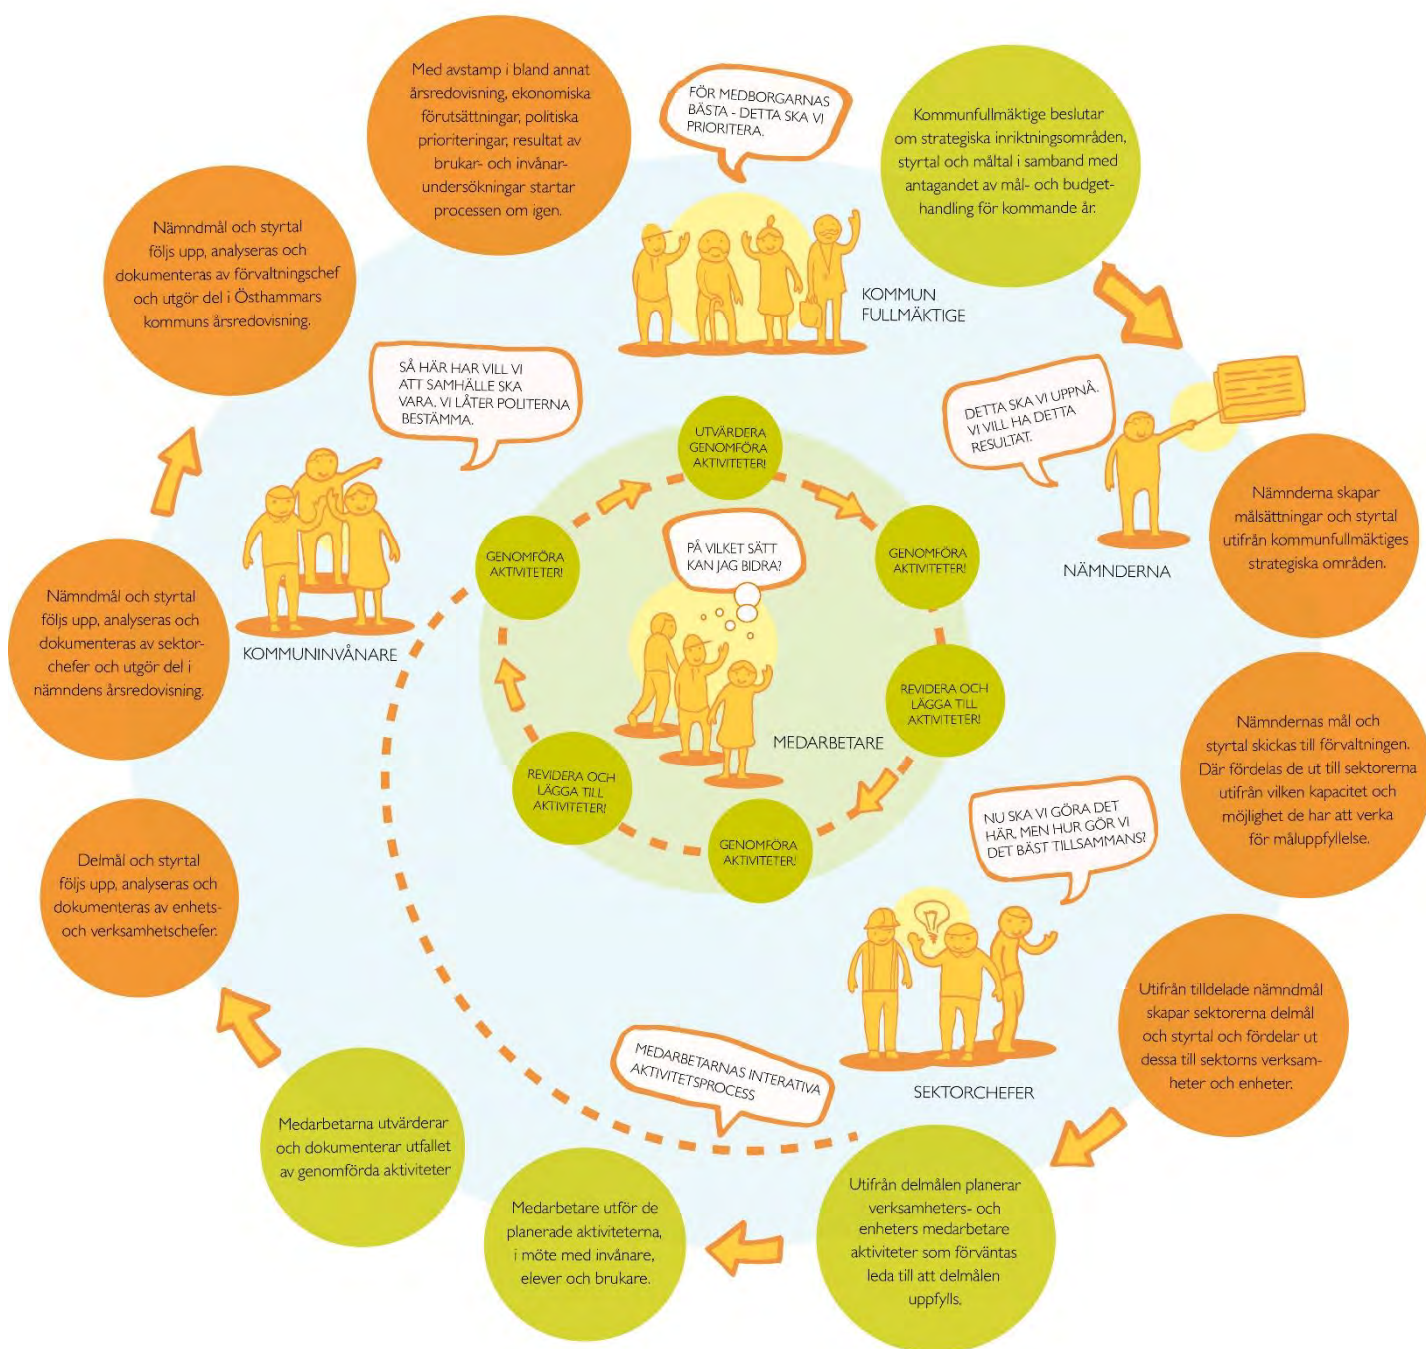 Med avstamp i bland annat
årsredovisning, ekonomiska
förutsättningar, politiska
prioriteringar, resultat av
brukar- och invånar-
undersökningar startar
processen om igen.
FÖR MEDBORGARNAS
BÄSTA - DETTA SKA VI
PRIORITERA.
Kommunfullmäktige beslutar
om strategiska inriktningsområden,
styrtal och måltal i samband med
antagandet av mål- och budget-
handling för kommande år.
KOMMUN
FULLMÄKTIGE
Nämndmål och styrtal
följs upp, analyseras och
dokumenteras av förvaltningschef
och utgör del i Östhammars
kommuns årsredovisning.
SÅ HÄR HAR VILL VI
ATT SAMHÄLLE SKA
VARA. VI LÅTER POLITERNA
BESTÄMMA.
DETTA SKA VI UPPNÅ.
VI VILL HA DETTA
RESULTAT.
NÄMNDERNA
Nämnderna skapar
målsättningar och styrtal
utifrån kommunfullmäktiges
strategiska områden.
UTVÄRDERA
GENOMFÖRA
AKTIVITETER!
GENOMFÖRA
AKTIVITETER!
PÅ VILKET SÄTT
KAN JAG BIDRA?
GENOMFÖRA
AKTIVITETER!
KOMMUNINVÅNARE
Nämndmål och styrtal
följs upp, analyseras och
dokumenteras av sektor-
chefer och utgör del i
nämndens årsredovisning.
REVIDERA OCH
LÄGGA TILL
AKTIVITETER!
MEDARBETARE
Nämndernas mål och
styrtal skickas till förvaltningen.
Där fördelas de ut till sektorerna
utifrån vilken kapacitet och
möjlighet de har att verka
för måluppfyllelse.
REVIDERA OCH
LÄGGA TILL
AKTIVITETER!
GENOMFÖRA
AKTIVITETER!
NU SKA VI GÖRA DET
HÄR. MEN HUR GÖR VI
DET BÄST TILLSAMMANS?
Delmål och styrtal
följs upp, analyseras och
dokumenteras av enhets-
och verksamhetschefer.
SEKTORCHEFER
Utifrån tilldelade nämndmål
skapar sektorerna delmål
och styrtal och fördelar ut
dessa till sektorns verksam-
heter och enheter.
MEDARBETARNAS INTERATIVA
AKTIVITETSPROCESS
Medarbetarna utvärderar
och dokumenterar utfallet
av genomförda aktiviteter
Medarbetare utför de
planerade aktiviteterna,
i möte med invånare,
elever och brukare.
Utifrån delmålen planerar
verksamheters- och
enheters medarbetare
aktiviteter som förväntas
leda till att delmålen
uppfylls.